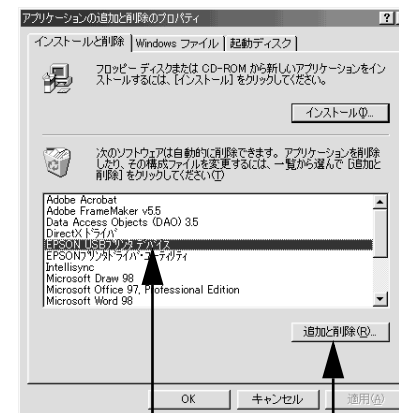 アプリケーションの追加と削除のプロパティ
?
インストールと削除
Windows ファイル
起動ディスク
フロッピー ディスクまたは CD-ROM から新しいアプリケーションをイン
ストールするには、[インストール] をクリックしてください。
インストール(I)...
次のソフトウェアは自動的に削除できます。アプリケーションを削除
したり、その構成ファイルを変更するには、一覧から選んで [追加と
削除] をクリックしてください(T)
Adobe Acrobat
Adobe FrameMaker v5.5
Data Access Objects (DAO) 3.5
DirectX ドライバ
EPSON USBプリンタデバイス
EPSONプリンタドライバ・ユーティリティ
Intellisync
Microsoft Draw 98
Microsoft Office 97, Professional Edition
Microsoft Word 98
追加と削除(R)...
OK
キャンセル
適用(A)